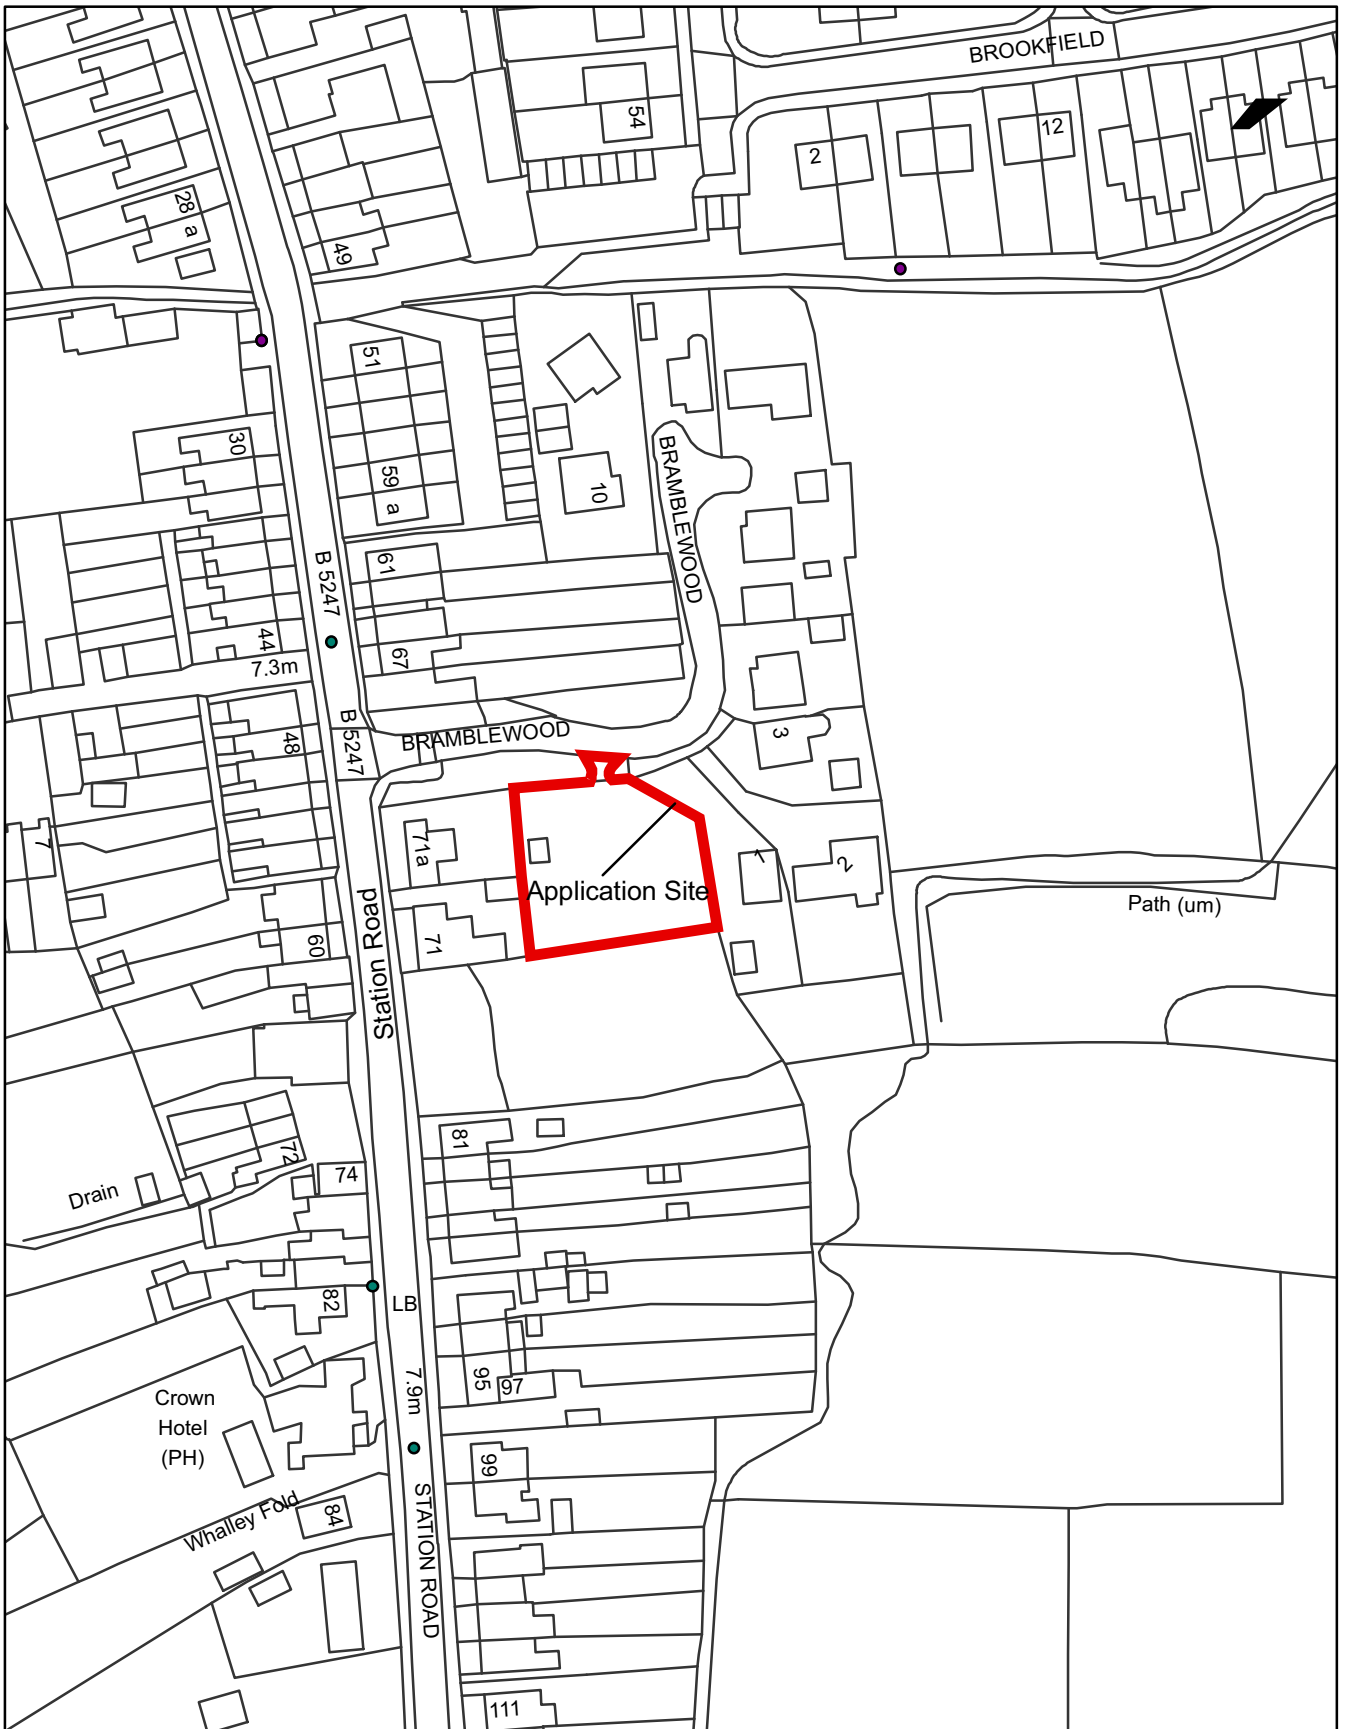 BROOKFIELD
54
2
12
28
a
49
51
30
59
a
10
BRAMBLEWOOD
B 5247
61
44
67
7.3m
B 5247
48
BRAMBLEWOOD
3
7
71a
1
2
Application Site
Station Road
Path (um)
60
71
81
72
74
Drain
82
LB
7.9m
95
97
Crown
Hotel
(PH)
99
Whalley Fold
84
STATION ROAD
111